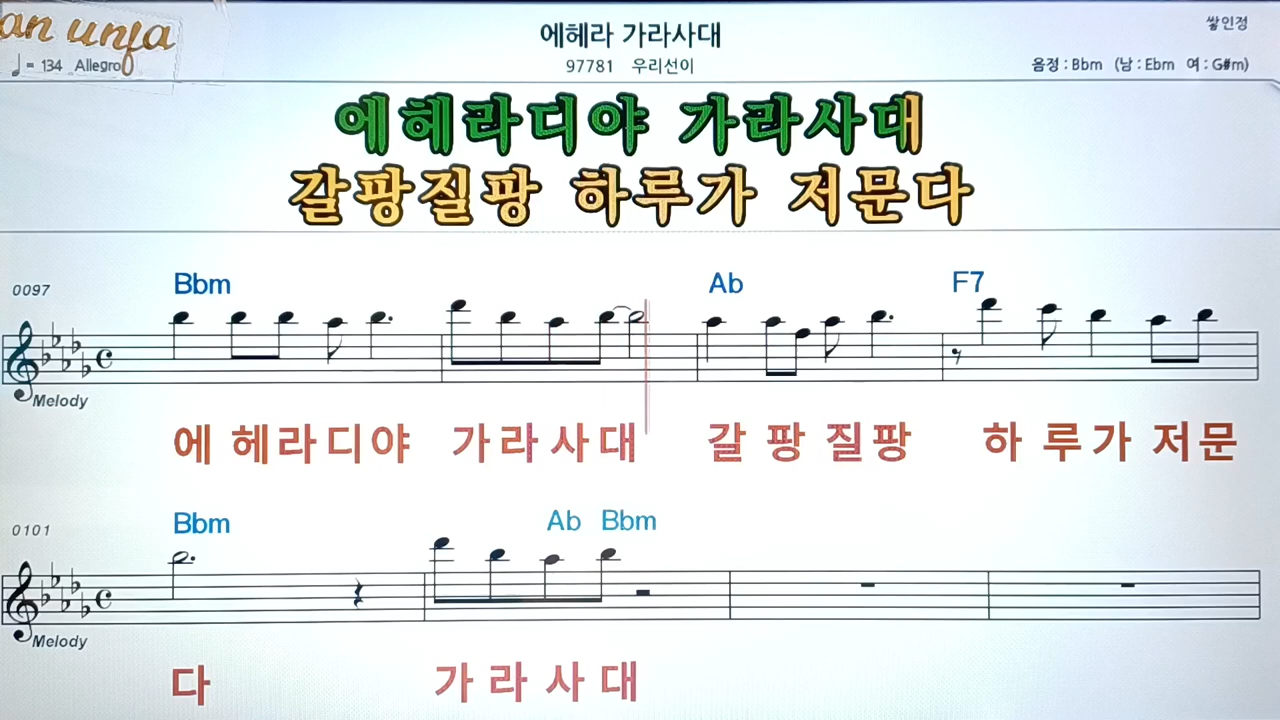 an unfa
에헤라 가라사대
쌓인정
♩= 134 Allegro
97781 우리선이
음정 : Bbm (남 : Ebm 여 : G#m)
에헤라디야 가라사대
갈팡질팡 하루가 저문다
0097
Bbm Ab F7
Melody
에 헤라디야 가라사대 갈 팡 질팡 하 루가 저문
0101
Bbm Ab Bbm
Melody
다 가라사대